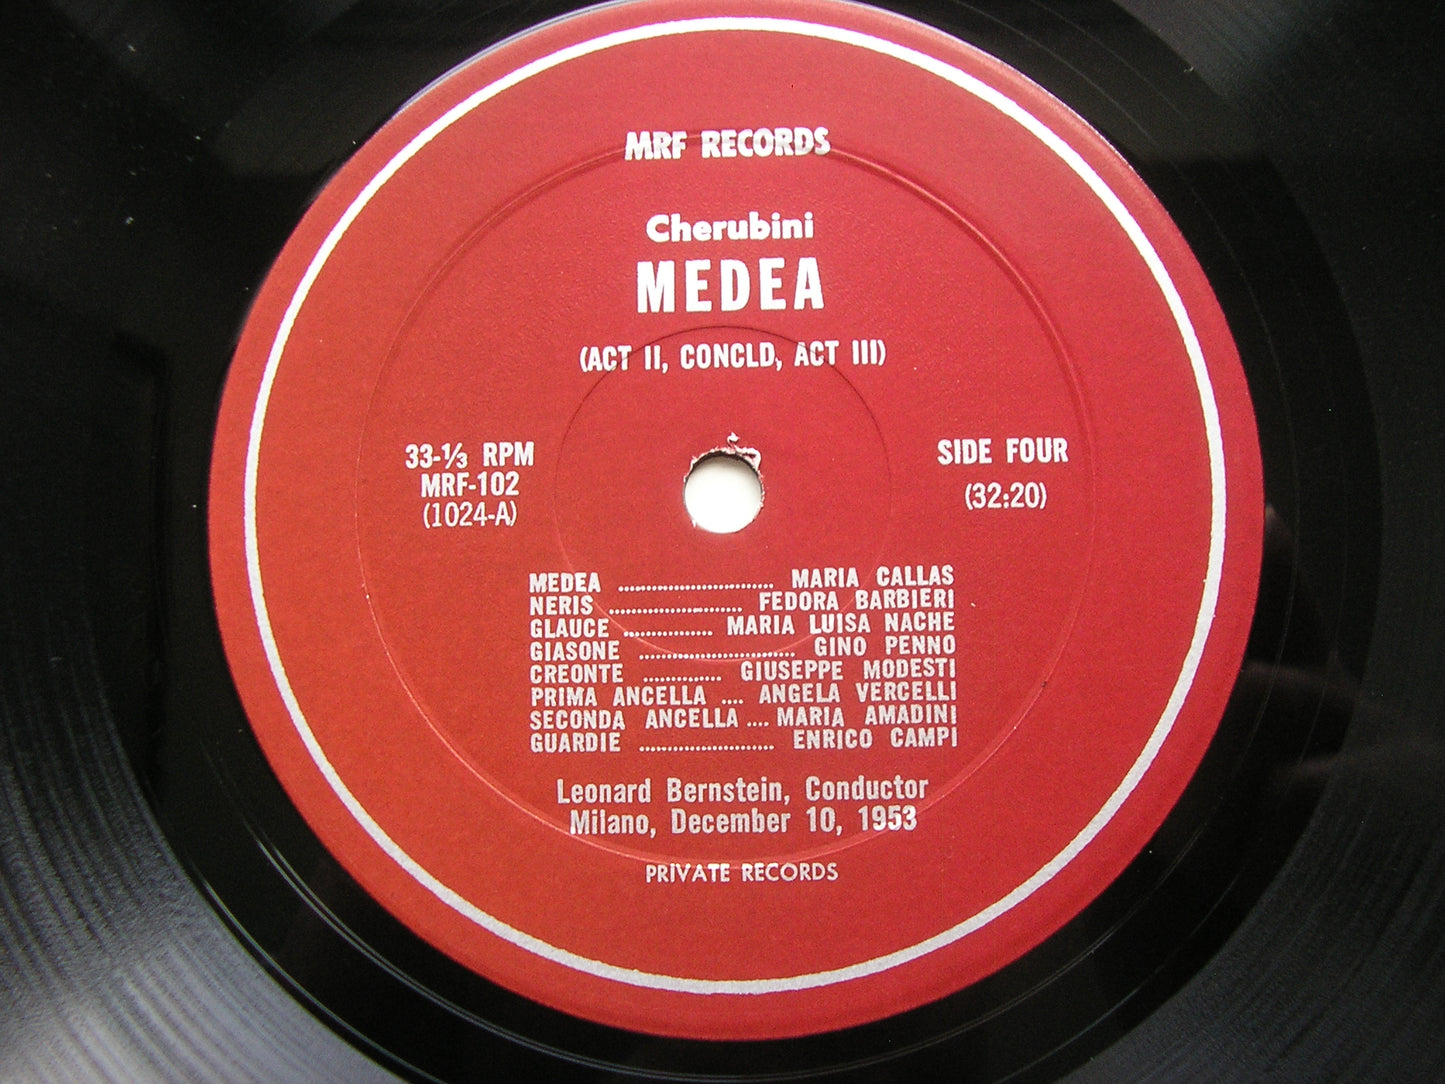 MRF RECORDS
Cherubini
MEDEA
(ACT II, CONCLD, ACT III)
33-⅓ RPM
MRF-102
(1024-A)
SIDE FOUR
(32:20)
MEDEA ........................... MARIA CALLAS
NERIS ....................... FEDORA BARBIERI
GLAUCE ................ MARIA LUISA NACHE
GIASONE ........................... GINO PENNO
CREONTE .............. GIUSEPPE MODESTI
PRIMA ANCELLA .... ANGELA VERCELLI
SECONDA ANCELLA .... MARIA AMADINI
GUARDIE ........................ ENRICO CAMPI
Leonard Bernstein, Conductor
Milano, December 10, 1953
PRIVATE RECORDS